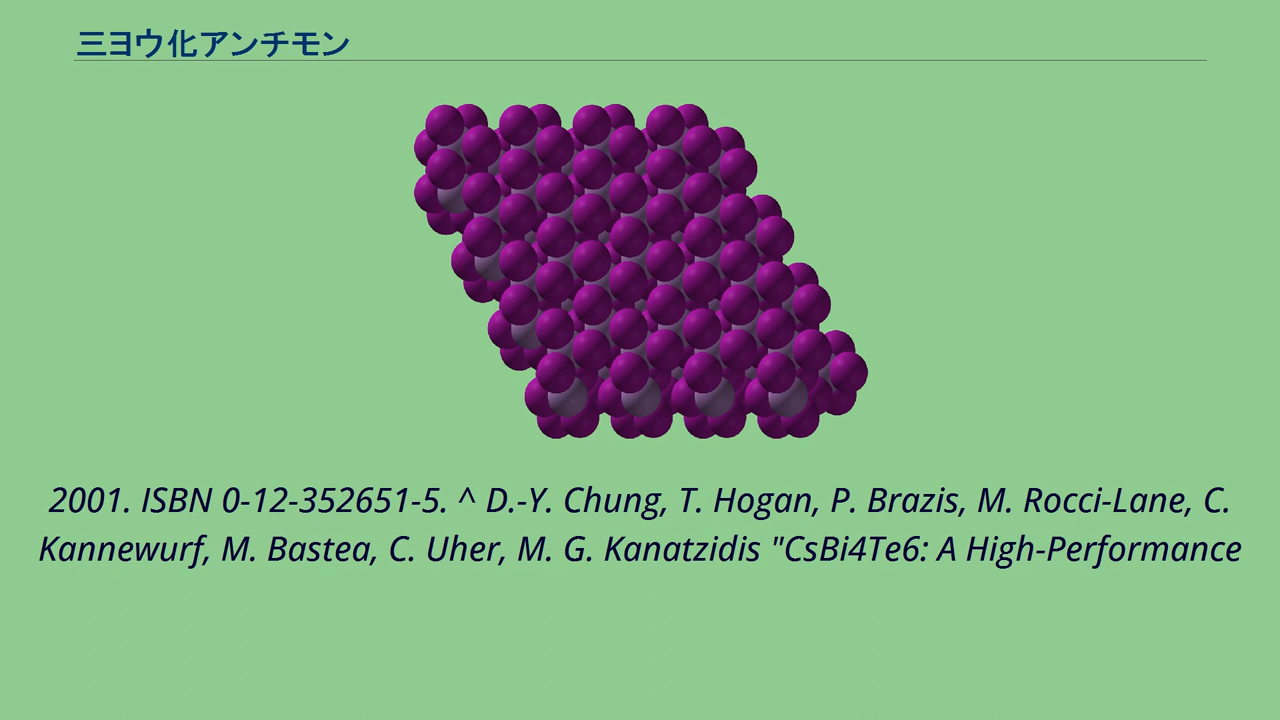 三ヨウ化アンチモン
2001. ISBN 0-12-352651-5. ^ D.-Y. Chung, T. Hogan, P. Brazis, M. Rocci-Lane, C.
Kannewurf, M. Bastea, C. Uher, M. G. Kanatzidis "CsBi4Te6: A High-Performance